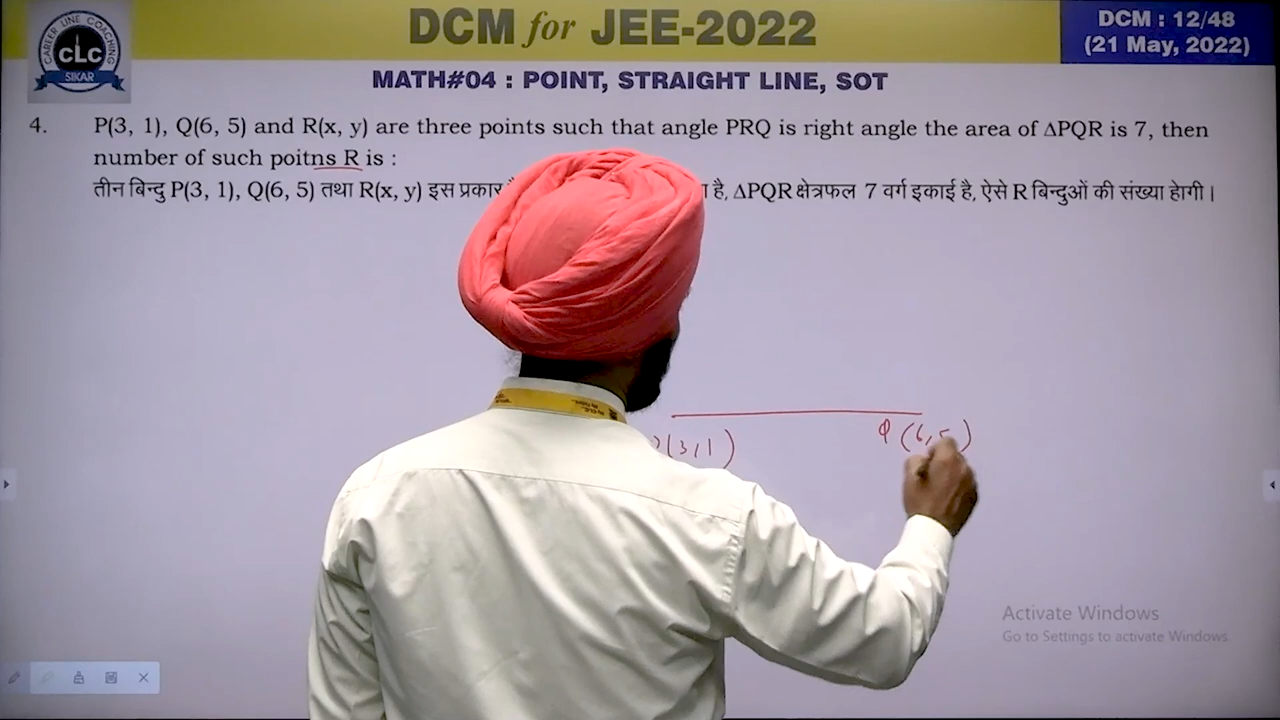 CAREER LINE COACHING
CLC
SIKAR
DCM for JEE-2022
DCM : 12/48
(21 May, 2022)
MATH#04 : POINT, STRAIGHT LINE, SOT
4. P(3, 1), Q(6, 5) and R(x, y) are three points such that angle PRQ is right angle the area of ΔPQR is 7, then
number of such poitns R is :
तीन बिन्दु P(3, 1), Q(6, 5) तथा R(x, y) इस प्रकार है, ΔPQR क्षेत्रफल 7 वर्ग इकाई है, ऐसे R बिन्दुओं की संख्या होगी।
(3,1)
Q (6,5)
Activate Windows
Go to Settings to activate Windows